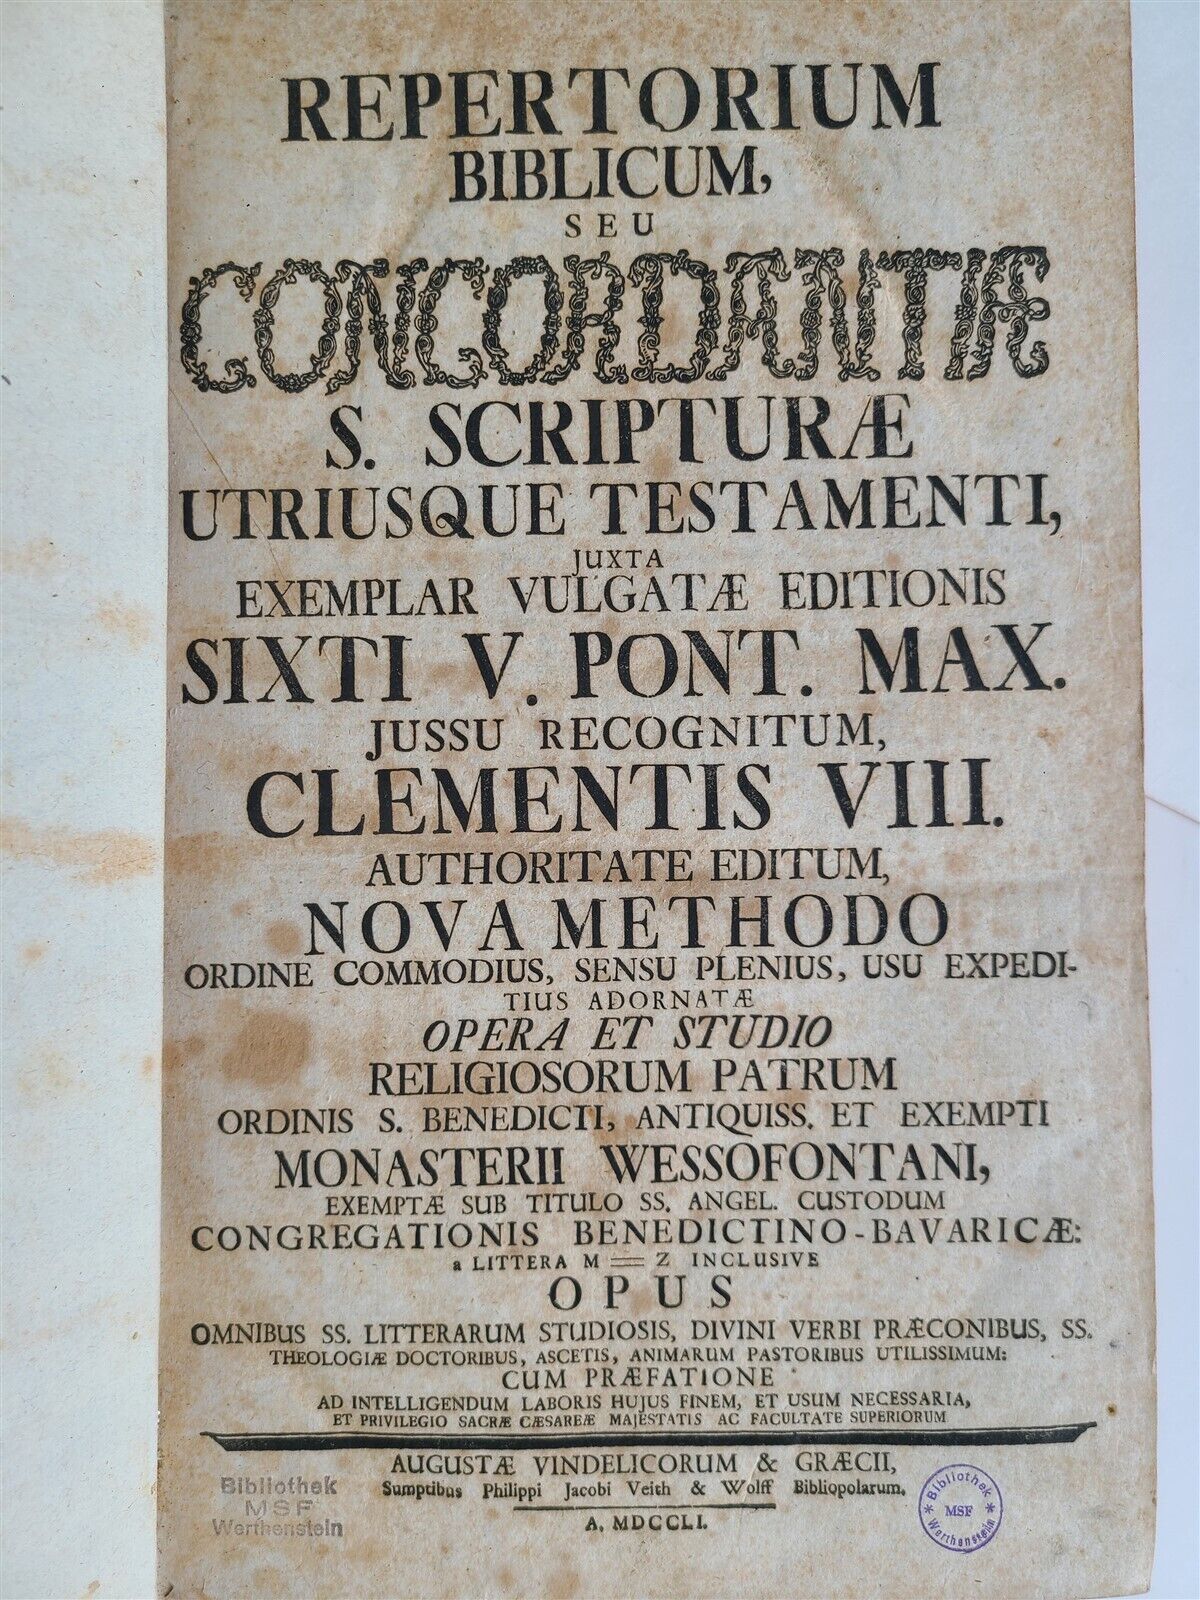 REPERTORIUM
BIBLICUM,
SEU
CONCORDANTIÆ
S. SCRIPTURÆ
UTRIUSQUE TESTAMENTI,
JUXTA
EXEMPLAR VULGATÆ EDITIONIS
SIXTI V. PONT. MAX.
JUSSU RECOGNITUM,
CLEMENTIS VIII.
AUTHORITATE EDITUM,
NOVA METHODO
ORDINE COMMODIUS, SENSU PLENIUS, USU EXPEDI-
TIUS ADORNATÆ
OPERA ET STUDIO
RELIGIOSORUM PATRUM
ORDINIS S. BENEDICTI, ANTIQUISS. ET EXEMPTI
MONASTERII WESSOFONTANI,
EXEMPTÆ SUB TITULO SS. ANGEL. CUSTODUM
CONGREGATIONIS BENEDICTINO-BAVARICÆ:
a LITTERA M == Z INCLUSIVE
OPUS
OMNIBUS SS. LITTERARUM STUDIOSIS, DIVINI VERBI PRÆCONIBUS, SS.
THEOLOGIÆ DOCTORIBUS, ASCETIS, ANIMARUM PASTORIBUS UTILISSIMUM:
CUM PRÆFATIONE
AD INTELLIGENDUM LABORIS HUJUS FINEM, ET USUM NECESSARIA,
ET PRIVILEGIO SACRÆ CÆSAREÆ MAJESTATIS AC FACULTATE SUPERIORUM
AUGUSTÆ VINDELICORUM & GRÆCII,
Sumptibus Philippi Jacobi Veith & Wolff Bibliopolarum.
A. MDCCLI.
Bibliothek
MSF
Werthenstein
Bibliothek
MSF
Werthenstein